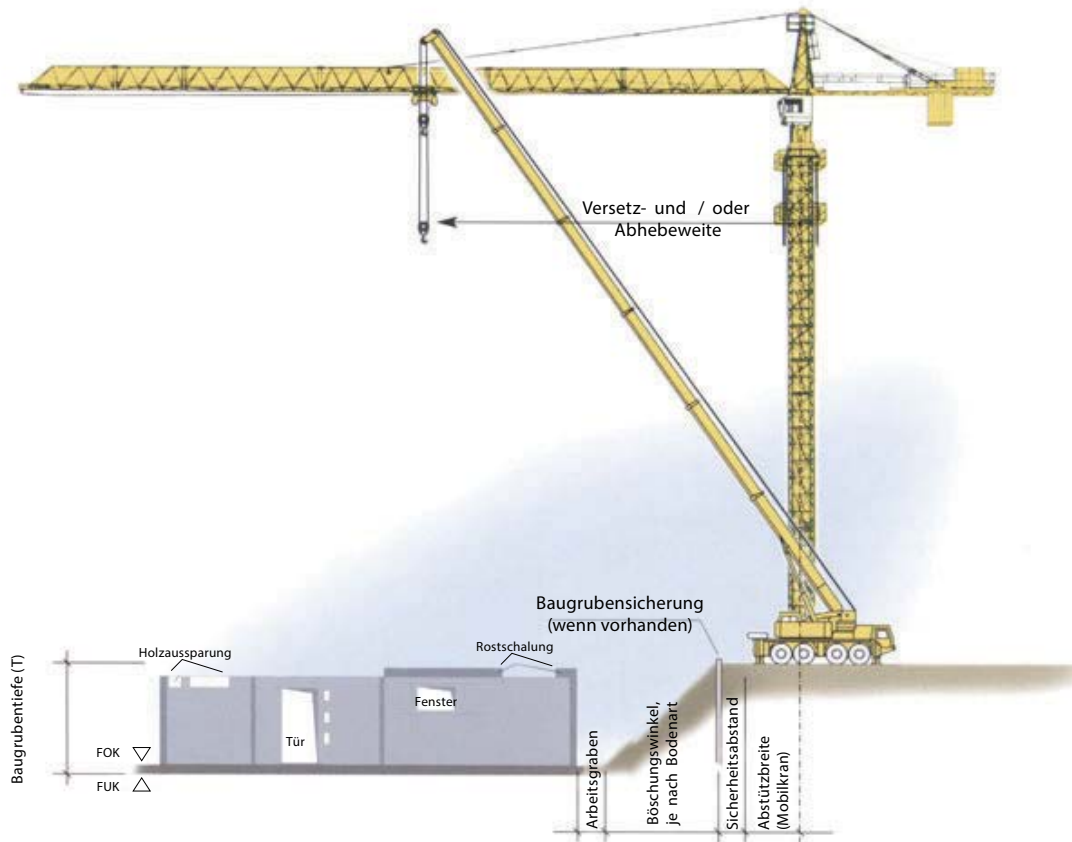 Versetz- und / oder
Abhebeweite
Baugrubensicherung
(wenn vorhanden)
Holzaussparung
Rostschalung
Fenster
Tür
Baugrubentiefe (T)
FOK
FUK
Arbeitsgraben
Böschungswinkel,
je nach Bodenart
Sicherheitsabstand
Abstützbreite
(Mobilkran)